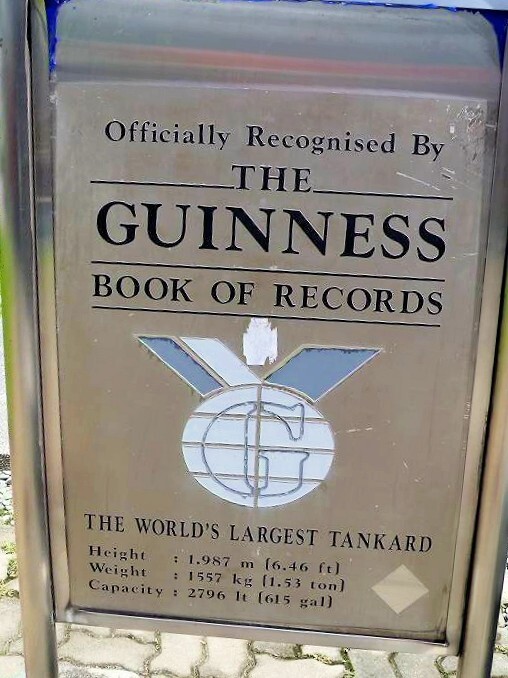 Officially Recognised By
THE
GUINNESS
BOOK OF RECORDS
G
THE WORLD'S LARGEST TANKARD
Height : 1.987 m (6.46 ft)
Weight : 1557 kg (1.53 ton)
Capacity : 2796 lt (615 gal)